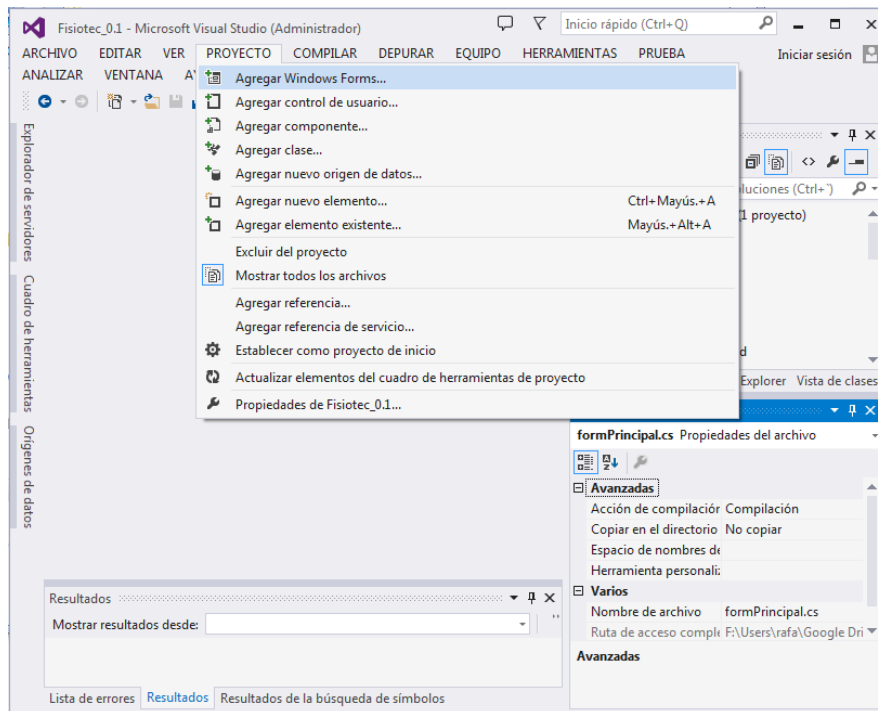 Fisiotec_0.1 - Microsoft Visual Studio (Administrador)
Inicio rápido (Ctrl+Q)
ARCHIVO EDITAR VER PROYECTO COMPILAR DEPURAR EQUIPO HERRAMIENTAS PRUEBA
Iniciar sesión
ANALIZAR VENTANA A
Agregar Windows Forms...
Agregar control de usuario...
Agregar componente...
Agregar clase...
Agregar nuevo origen de datos...
Agregar nuevo elemento... Ctrl+Mayús.+A
Agregar elemento existente... Mayús.+Alt+A
Excluir del proyecto
Mostrar todos los archivos
Agregar referencia...
Agregar referencia de servicio...
Establecer como proyecto de inicio
Actualizar elementos del cuadro de herramientas de proyecto
Propiedades de Fisiotec_0.1...
Explorador de servidores
Cuadro de herramientas
Orígenes de datos
luciones (Ctrl+¨)
(1 proyecto)
d
Explorer Vista de clases
formPrincipal.cs Propiedades del archivo
Avanzadas
Acción de compilación Compilación
Copiar en el directorio No copiar
Espacio de nombres de
Herramienta personali
Varios
Nombre de archivo formPrincipal.cs
Ruta de acceso comple F:\Users\rafa\Google Dri
Avanzadas
Resultados
Mostrar resultados desde:
Lista de errores Resultados Resultados de la búsqueda de símbolos